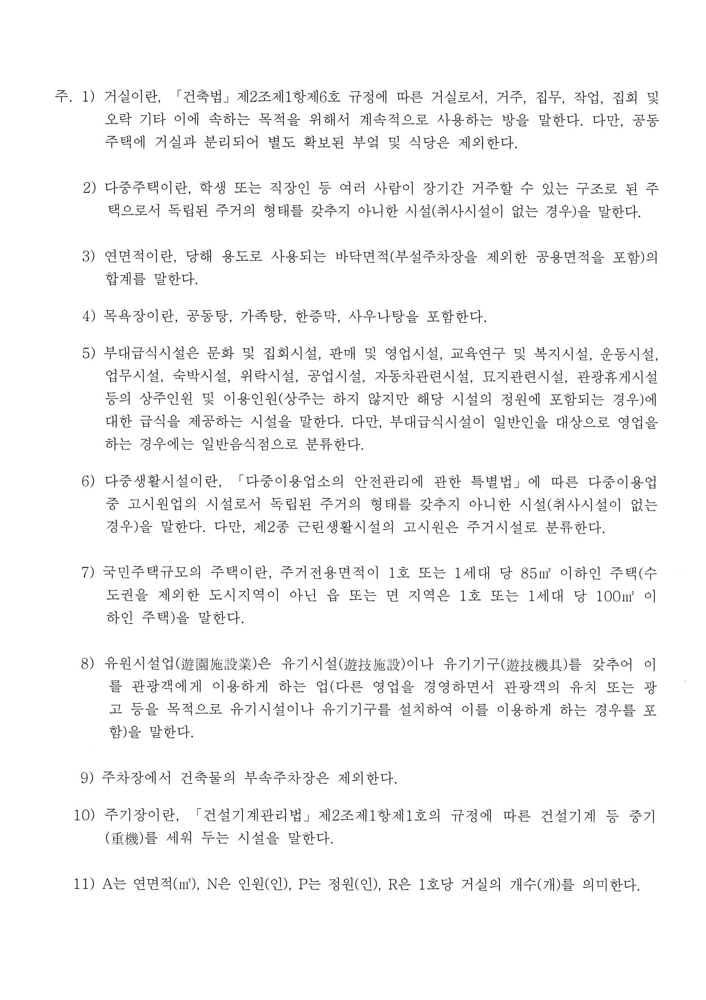 주. 1) 거실이란, 「건축법」제2조제1항제6호 규정에 따른 거실로서, 거주, 집무, 작업, 집회 및
오락 기타 이에 속하는 목적을 위해서 계속적으로 사용하는 방을 말한다. 다만, 공동
주택에 거실과 분리되어 별도 확보된 부엌 및 식당은 제외한다.
2) 다중주택이란, 학생 또는 직장인 등 여러 사람이 장기간 거주할 수 있는 구조로 된 주
택으로서 독립된 주거의 형태를 갖추지 아니한 시설(취사시설이 없는 경우)을 말한다.
3) 연면적이란, 당해 용도로 사용되는 바닥면적(부설주차장을 제외한 공용면적을 포함)의
합계를 말한다.
4) 목욕장이란, 공동탕, 가족탕, 한증막, 사우나탕을 포함한다.
5) 부대급식시설은 문화 및 집회시설, 판매 및 영업시설, 교육연구 및 복지시설, 운동시설,
업무시설, 숙박시설, 위락시설, 공업시설, 자동차관련시설, 묘지관련시설, 관광휴게시설
등의 상주인원 및 이용인원(상주는 하지 않지만 해당 시설의 정원에 포함되는 경우)에
대한 급식을 제공하는 시설을 말한다. 다만, 부대급식시설이 일반인을 대상으로 영업을
하는 경우에는 일반음식점으로 분류한다.
6) 다중생활시설이란, 「다중이용업소의 안전관리에 관한 특별법」에 따른 다중이용업
중 고시원업의 시설로서 독립된 주거의 형태를 갖추지 아니한 시설(취사시설이 없는
경우)을 말한다. 다만, 제2종 근린생활시설의 고시원은 주거시설로 분류한다.
7) 국민주택규모의 주택이란, 주거전용면적이 1호 또는 1세대 당 85㎡ 이하인 주택(수
도권을 제외한 도시지역이 아닌 읍 또는 면 지역은 1호 또는 1세대 당 100㎡ 이
하인 주택)을 말한다.
8) 유원시설업(遊園施設業)은 유기시설(遊技施設)이나 유기기구(遊技機具)를 갖추어 이
를 관광객에게 이용하게 하는 업(다른 영업을 경영하면서 관광객의 유치 또는 광
고 등을 목적으로 유기시설이나 유기기구를 설치하여 이를 이용하게 하는 경우를 포
함)을 말한다.
9) 주차장에서 건축물의 부속주차장은 제외한다.
10) 주기장이란, 「건설기계관리법」제2조제1항제1호의 규정에 따른 건설기계 등 중기
(重機)를 세워 두는 시설을 말한다.
11) A는 연면적(㎡), N은 인원(인), P는 정원(인), R은 1호당 거실의 개수(개)를 의미한다.